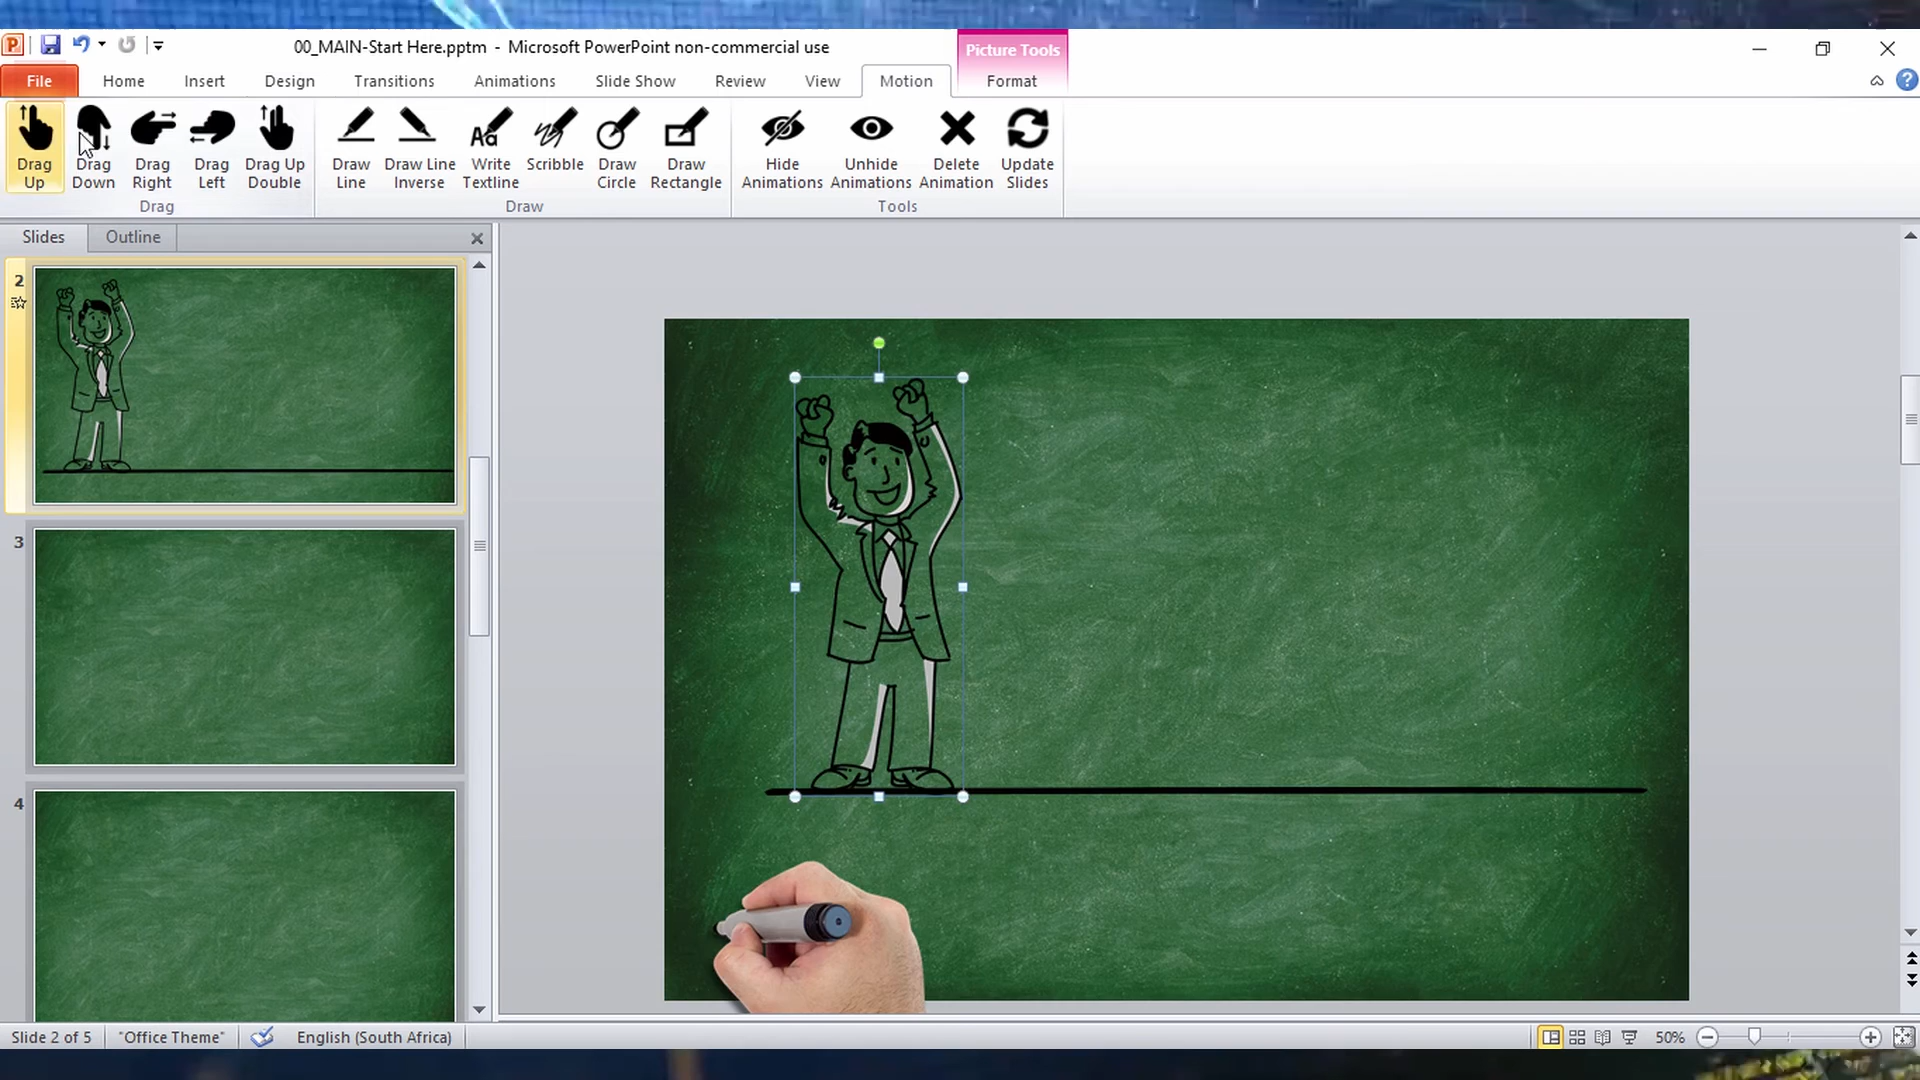 00_MAIN-Start Here.pptm - Microsoft PowerPoint non-commercial use
Picture Tools
File Home Insert Design Transitions Animations Slide Show Review View Motion Format
Drag Up
Drag Down
Drag Right
Drag Left
Drag Up Double
Draw Line
Draw Line Inverse
Write Textline
Scribble
Draw Circle
Draw Rectangle
Hide Animations
Unhide Animations
Delete Animation
Update Slides
Drag Draw Tools
Slides Outline
2
3
4
Slide 2 of 5 "Office Theme" English (South Africa) 50%